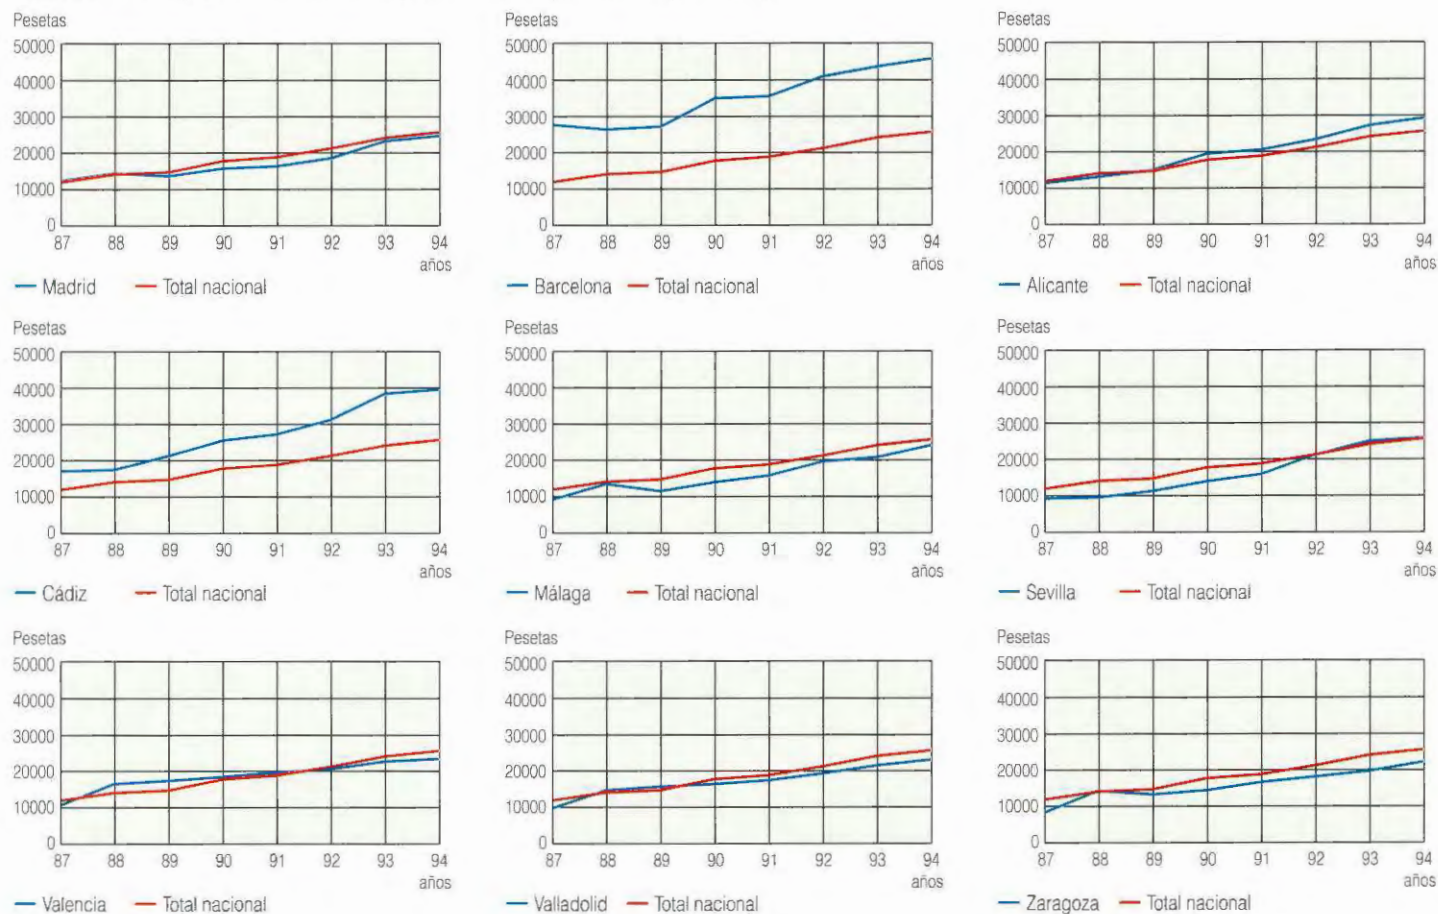 Pesetas
50000
40000
30000
20000
10000
0
87 88 89 90 91 92 93 94
años
Madrid Total nacional
Pesetas
50000
40000
30000
20000
10000
0
87 88 89 90 91 92 93 94
años
Barcelona Total nacional
Pesetas
50000
40000
30000
20000
10000
0
87 88 89 90 91 92 93 94
años
Alicante Total nacional
Pesetas
50000
40000
30000
20000
10000
0
87 88 89 90 91 92 93 94
años
Cádiz Total nacional
Pesetas
50000
40000
30000
20000
10000
0
87 88 89 90 91 92 93 94
años
Málaga Total nacional
Pesetas
50000
40000
30000
20000
10000
0
87 88 89 90 91 92 93 94
años
Sevilla Total nacional
Pesetas
50000
40000
30000
20000
10000
0
87 88 89 90 91 92 93 94
años
Valencia Total nacional
Pesetas
50000
40000
30000
20000
10000
0
87 88 89 90 91 92 93 94
años
Valladolid Total nacional
Pesetas
50000
40000
30000
20000
10000
0
87 88 89 90 91 92 93 94
años
Zaragoza Total nacional